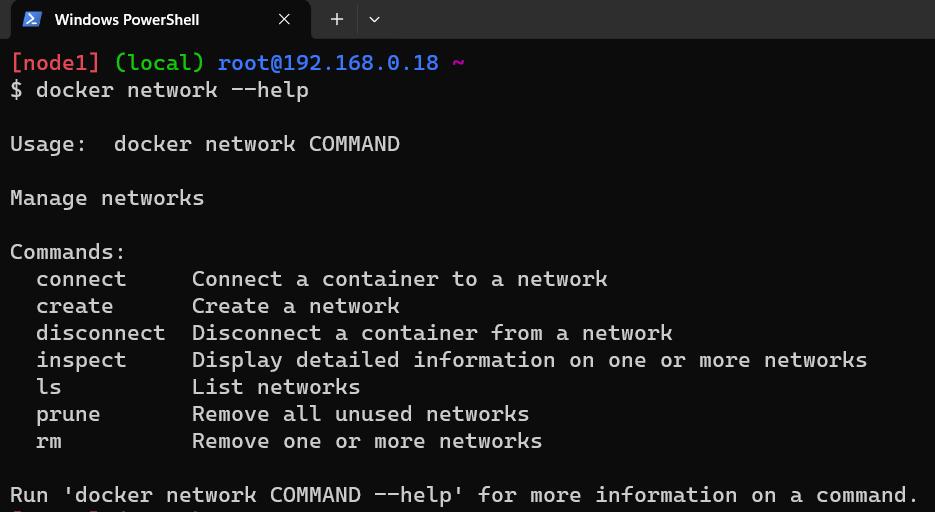 Windows PowerShell
[node1] (local) root@192.168.0.18 ~
$ docker network --help
Usage:  docker network COMMAND
Manage networks
Commands:
  connect     Connect a container to a network
  create      Create a network
  disconnect  Disconnect a container from a network
  inspect     Display detailed information on one or more networks
  ls          List networks
  prune       Remove all unused networks
  rm          Remove one or more networks
Run 'docker network COMMAND --help' for more information on a command.